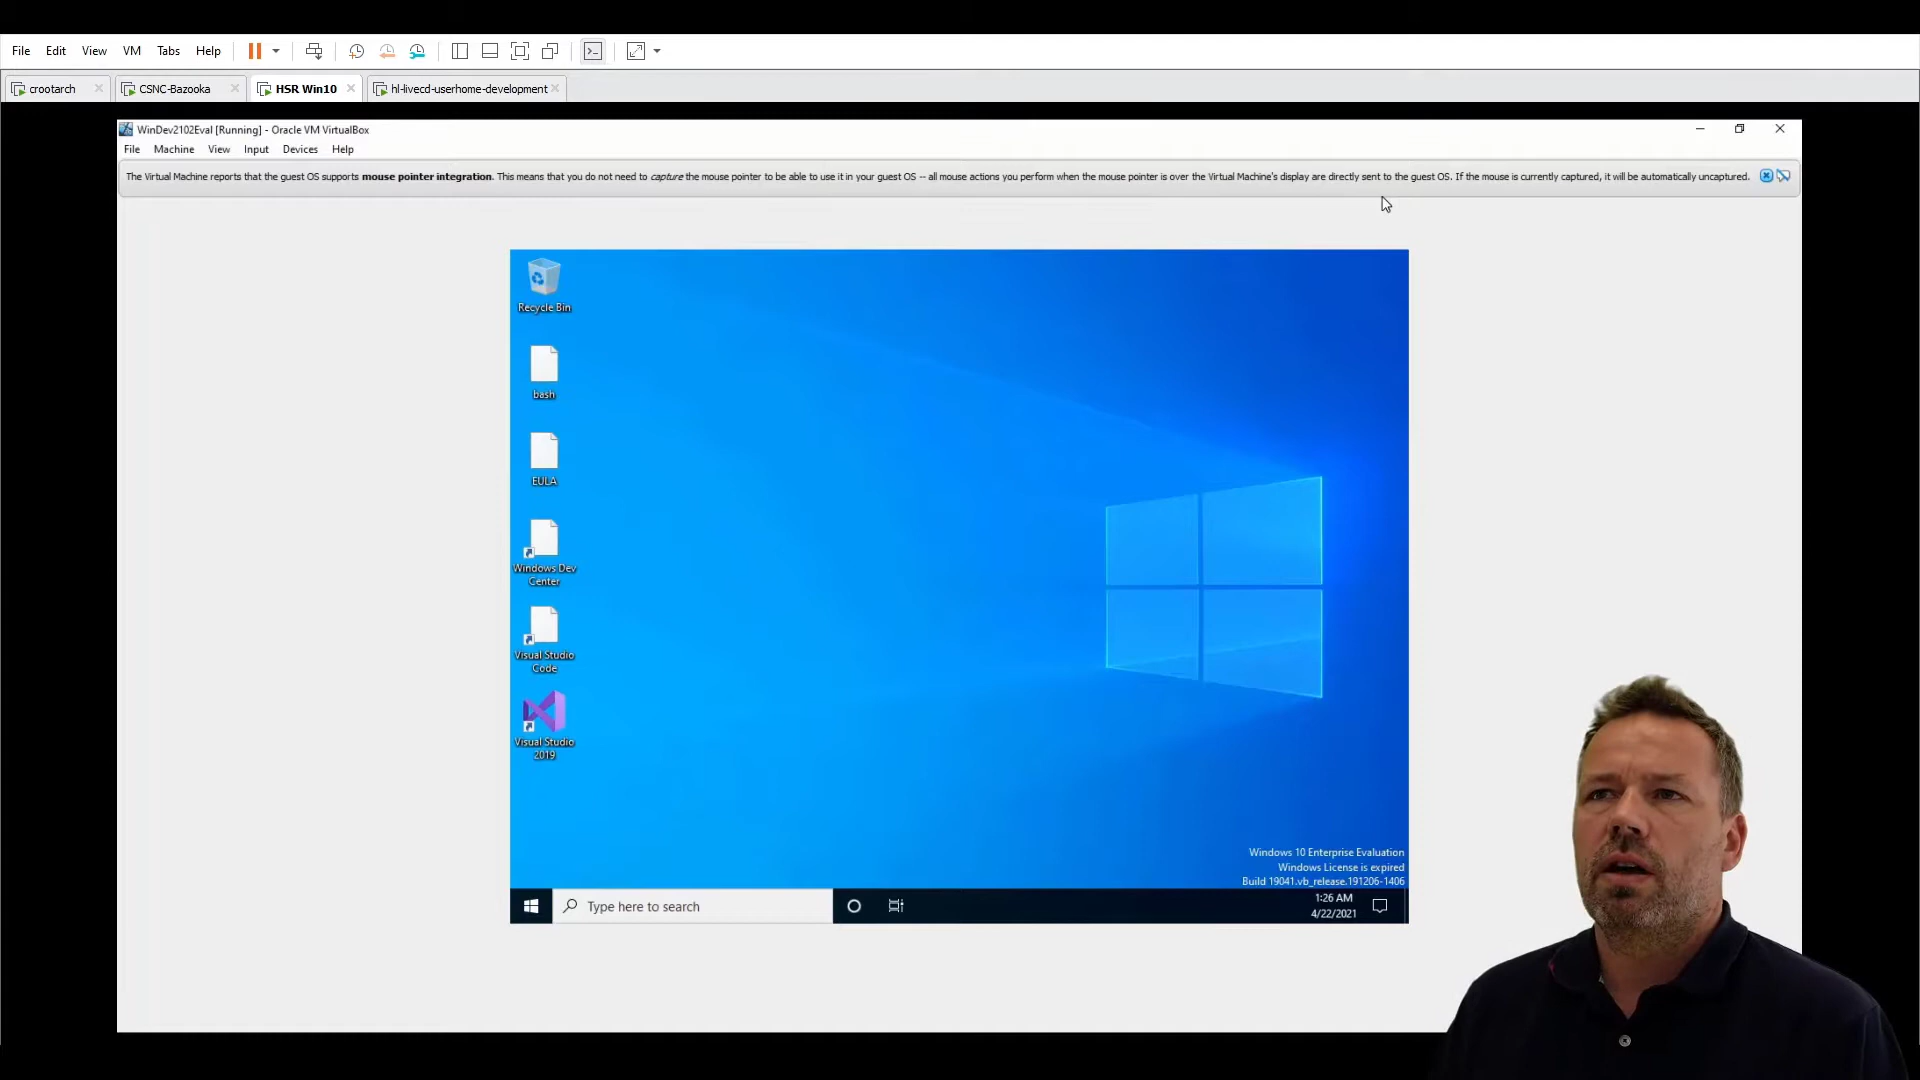 File Edit View VM Tabs Help
crootarch CSNC-Bazooka HSR Win10 hl-livecd-userhome-development
WinDev2102Eval [Running] - Oracle VM VirtualBox
File Machine View Input Devices Help
The Virtual Machine reports that the guest OS supports mouse pointer integration. This means that you do not need to capture the mouse pointer to be able to use it in your guest OS -- all mouse actions you perform when the mouse pointer is over the Virtual Machine's display are directly sent to the guest OS. If the mouse is currently captured, it will be automatically uncaptured.
Recycle Bin
bash
EULA
Windows Dev
Center
Visual Studio
Code
Visual Studio
2019
Windows 10 Enterprise Evaluation
Windows License is expired
Build 19041.vb_release.191206-1406
Type here to search
1:26 AM
4/22/2021